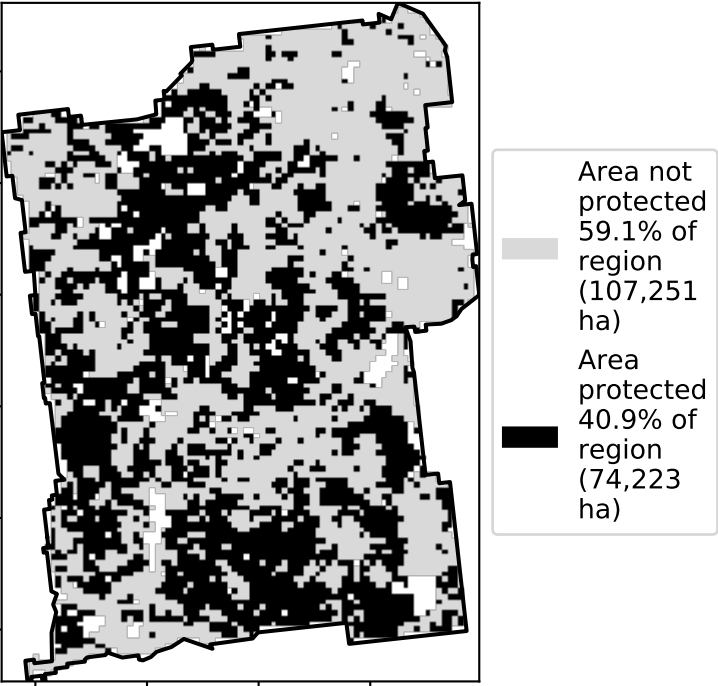 Area not
protected
59.1% of
region
(107,251
ha)
Area
protected
40.9% of
region
(74,223
ha)